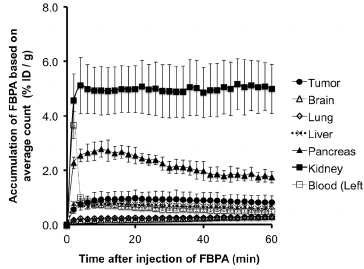 8.0
6.0
4.0
2.0
0.0
0
20
40
60
Accumulation of FBPA based on
average count (% ID / g)
Time after injection of FBPA (min)
Tumor
Brain
Lung
Liver
Pancreas
Kidney
Blood (Left